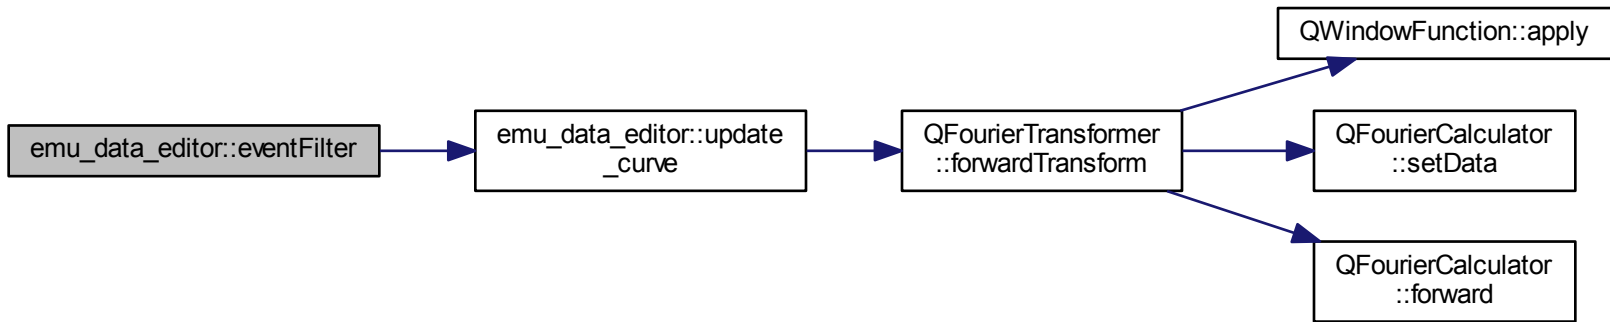 emu_data_editor::eventFilter
emu_data_editor::update
_curve
QFourierTransformer
::forwardTransform
QWindowFunction::apply
QFourierCalculator
::setData
QFourierCalculator
::forward